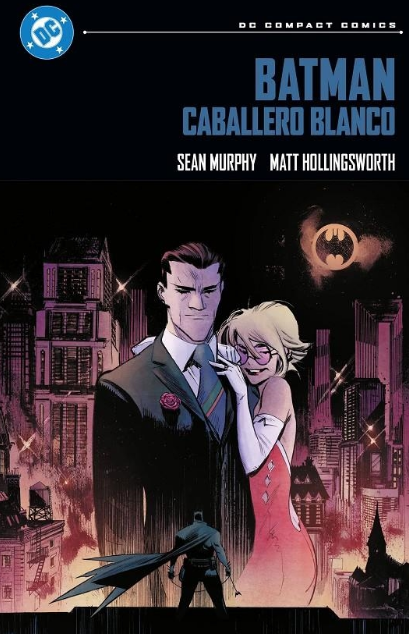 DC
DC COMPACT COMICS
BATMAN
CABALLERO BLANCO
SEAN MURPHY MATT HOLLINGSWORTH